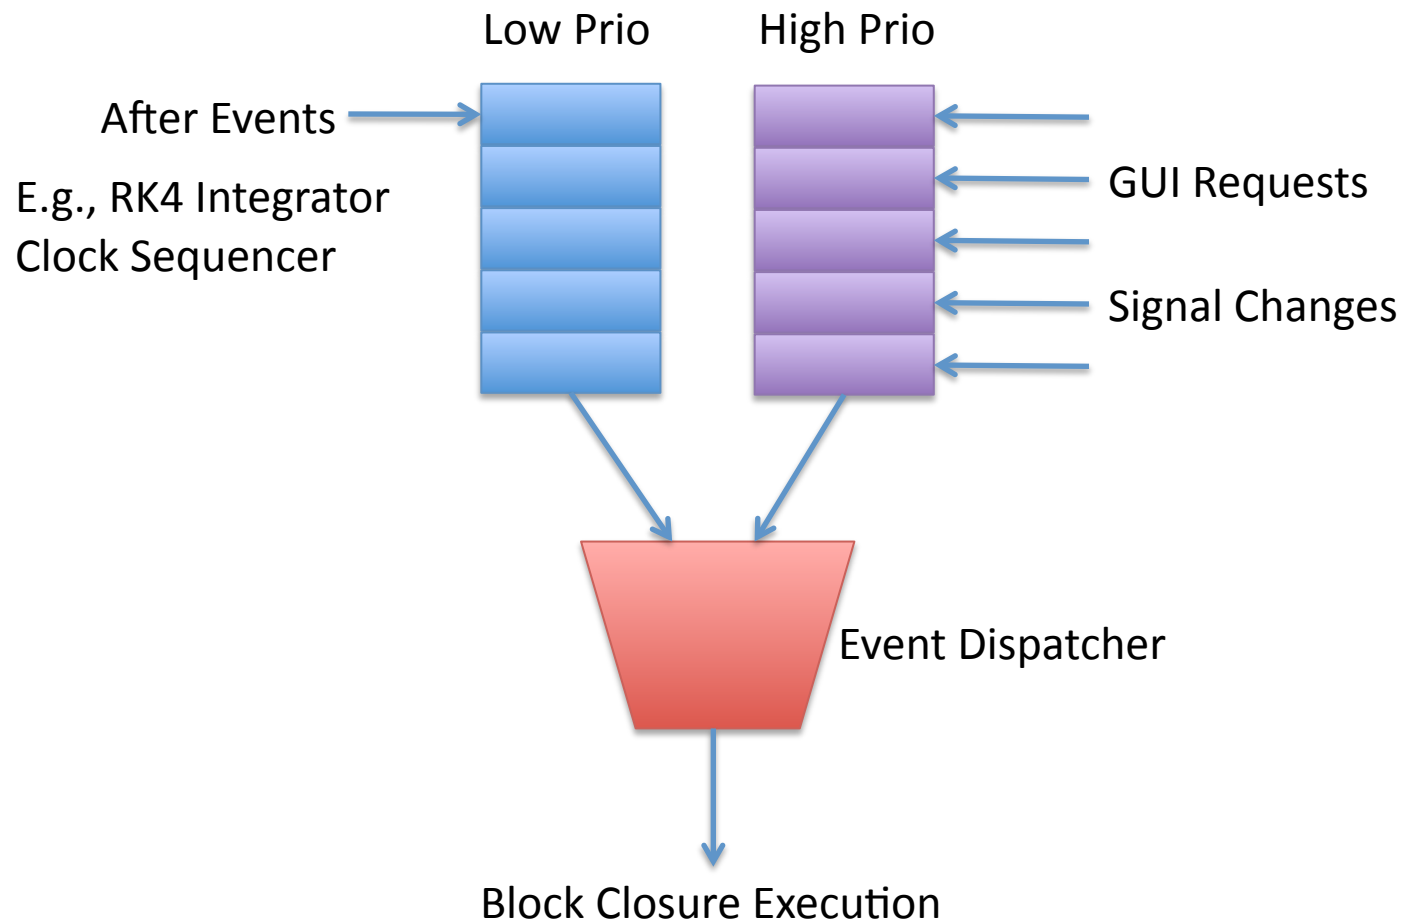 Low Prio
High Prio
After Events
E.g., RK4 Integrator
Clock Sequencer
GUI Requests
Signal Changes
Event Dispatcher
Block Closure Execution